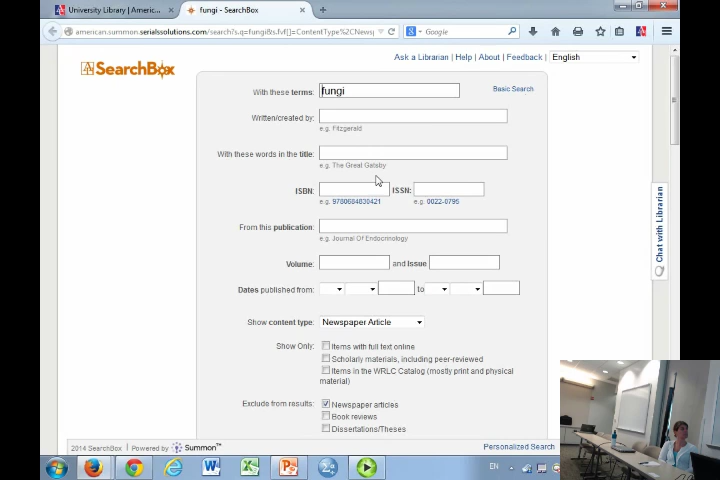 University Library | Americ...
fungi - SearchBox
american.summon.serialssolutions.com/search?s.q=fungi&s.fvf[]=ContentType%2CNewsp
Google
Ask a Librarian | Help | About | Feedback | English
SearchBox
With these terms: fungi
Basic Search
Written/created by:
e.g. Fitzgerald
With these words in the title:
e.g. The Great Gatsby
ISBN: ISSN:
e.g. 9780684830421 e.g. 0022-0795
From this publication:
e.g. Journal Of Endocrinology
Chat with Librarian
Volume: and Issue
Dates published from: to
Show content type: Newspaper Article
Show Only: Items with full text online
Scholarly materials, including peer-reviewed
Items in the WRLC Catalog (mostly print and physical
material)
Exclude from results: Newspaper articles
Book reviews
Dissertations/Theses
2014 SearchBox | Powered by Summon™
Personalized Search
EN